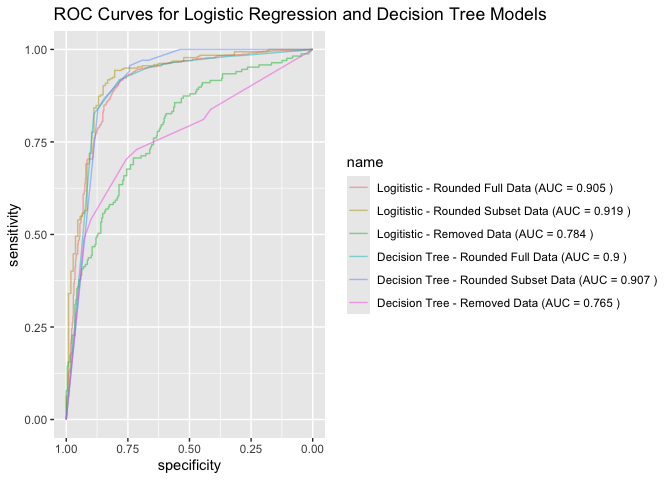 ROC Curves for Logistic Regression and Decision Tree Models
1.00
0.75
0.50
0.25
0.00
sensitivity
1.00 0.75 0.50 0.25 0.00
specificity
name
Logitistic - Rounded Full Data (AUC = 0.905 )
Logitistic - Rounded Subset Data (AUC = 0.919 )
Logitistic - Removed Data (AUC = 0.784 )
Decision Tree - Rounded Full Data (AUC = 0.9 )
Decision Tree - Rounded Subset Data (AUC = 0.907 )
Decision Tree - Removed Data (AUC = 0.765 )